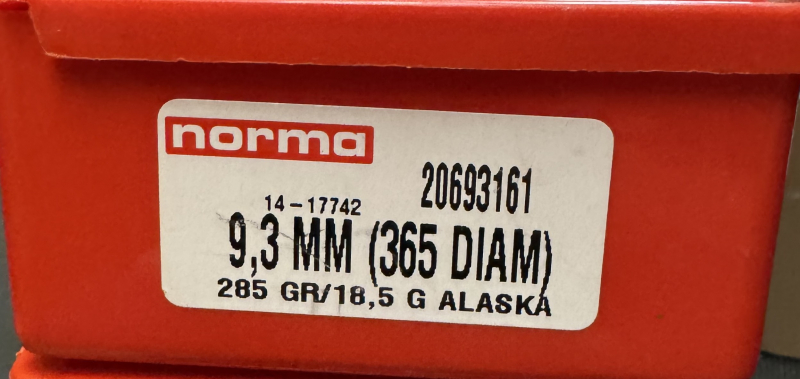 norma
20693161
14-17742
9,3 MM (365 DIAM)
285 GR/18,5 G ALASKA